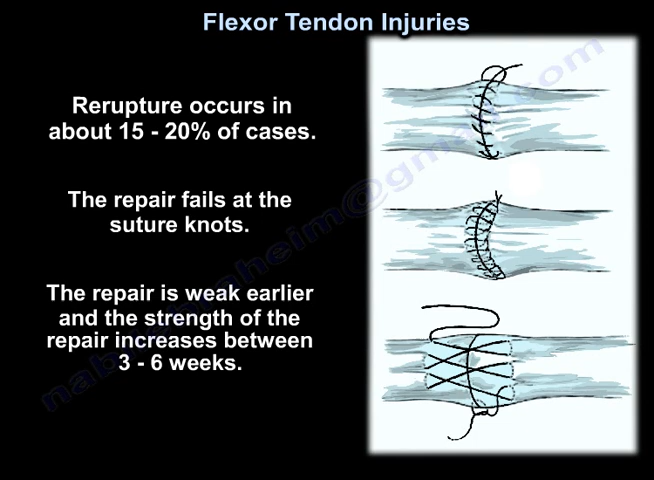 Flexor Tendon Injuries
Rerupture occurs in
about 15 - 20% of cases.
The repair fails at the
suture knots.
The repair is weak earlier
and the strength of the
repair increases between
3 - 6 weeks.